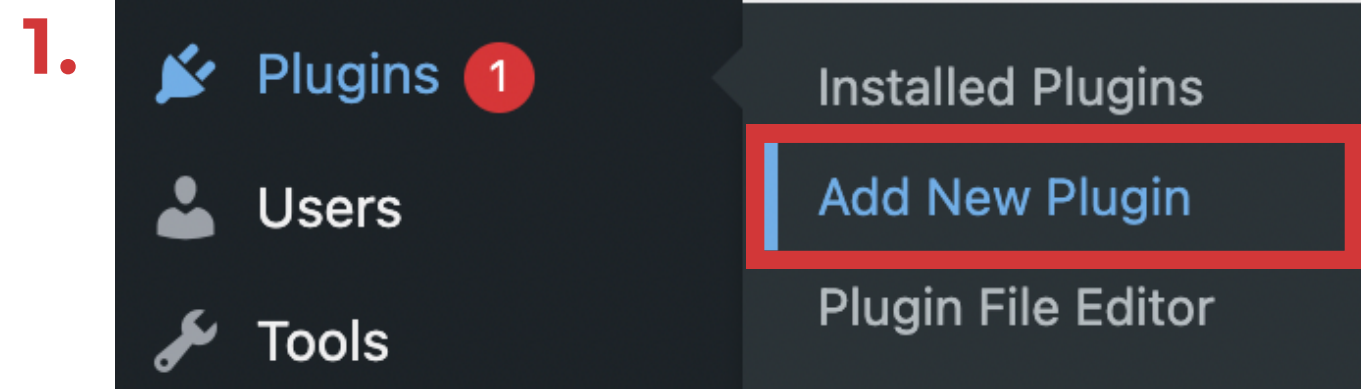 1.
Plugins 1
Users
Tools
Installed Plugins
Add New Plugin
Plugin File Editor